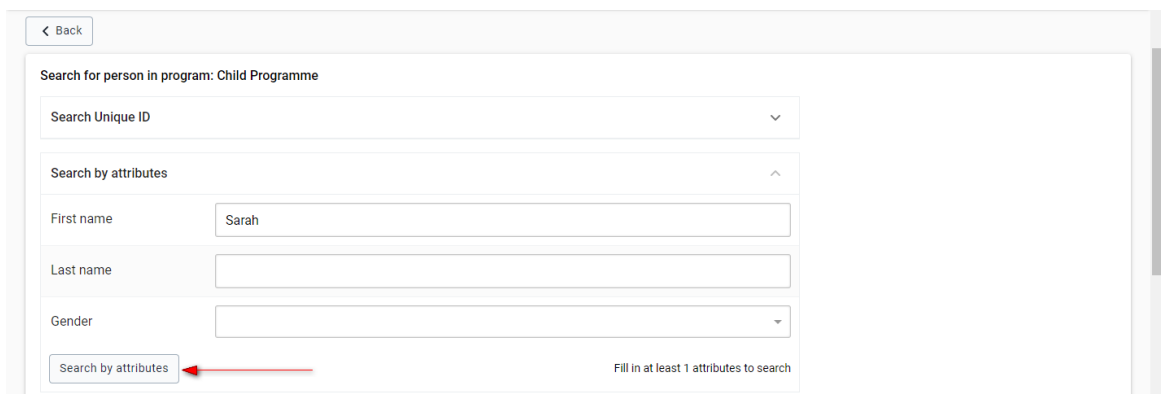 Back
Search for person in program: Child Programme
Search Unique ID
Search by attributes
First name
Sarah
Last name
Gender
Search by attributes
Fill in at least 1 attributes to search